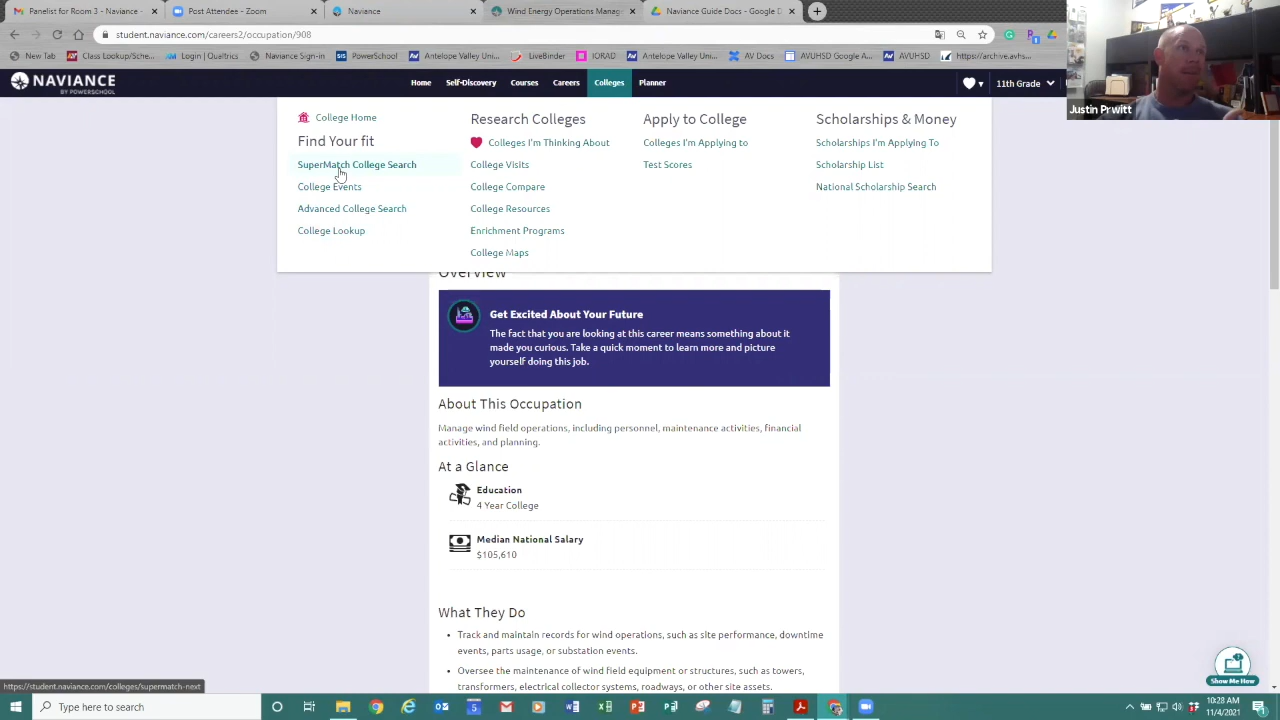 Panelist for Room 3 - Naviance
Post Attendee - Zoom
Naviance
Wind Energy Operations Manage
Naviance Guide Docs - Google D
student.naviance.com/careers2/occupation/908
New Tab
Class Lookup/Sche
Login | Qualtrics
Naviance Sign-In
PowerSchool
Antelope Valley Uni
LiveBinder
IORAD
Antelope Valley Uni
AV Docs
AVUHSD Google A
AVUHSD
https://archive.avhs
NAVIANCE
BY POWERSCHOOL
Home
Self-Discovery
Courses
Careers
Colleges
Planner
11th Grade
Justin Prwitt
College Home
Find Your fit
SuperMatch College Search
College Events
Advanced College Search
College Lookup
Research Colleges
Colleges I'm Thinking About
College Visits
College Compare
College Resources
Enrichment Programs
College Maps
Apply to College
Colleges I'm Applying to
Test Scores
Scholarships & Money
Scholarships I'm Applying To
Scholarship List
National Scholarship Search
Overview
Get Excited About Your Future
The fact that you are looking at this career means something about it
made you curious. Take a quick moment to learn more and picture
yourself doing this job.
About This Occupation
Manage wind field operations, including personnel, maintenance activities, financial
activities, and planning.
At a Glance
Education
4 Year College
Median National Salary
$105,610
What They Do
• Track and maintain records for wind operations, such as site performance, downtime
events, parts usage, or substation events.
• Oversee the maintenance of wind field equipment or structures, such as towers,
transformers, electrical collector systems, roadways, or other site assets.
Show Me How
https://student.naviance.com/colleges/supermatch-next
Type here to search
10:28 AM
11/4/2021